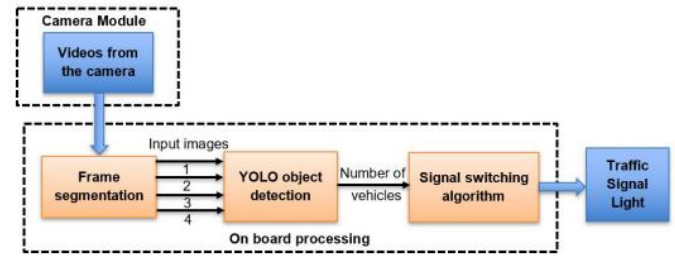 Camera Module
Videos from
the camera
Input images
1
2
3
4
Frame
segmentation
YOLO object
detection
Number of
vehicles
Signal switching
algorithm
Traffic
Signal
Light
On board processing